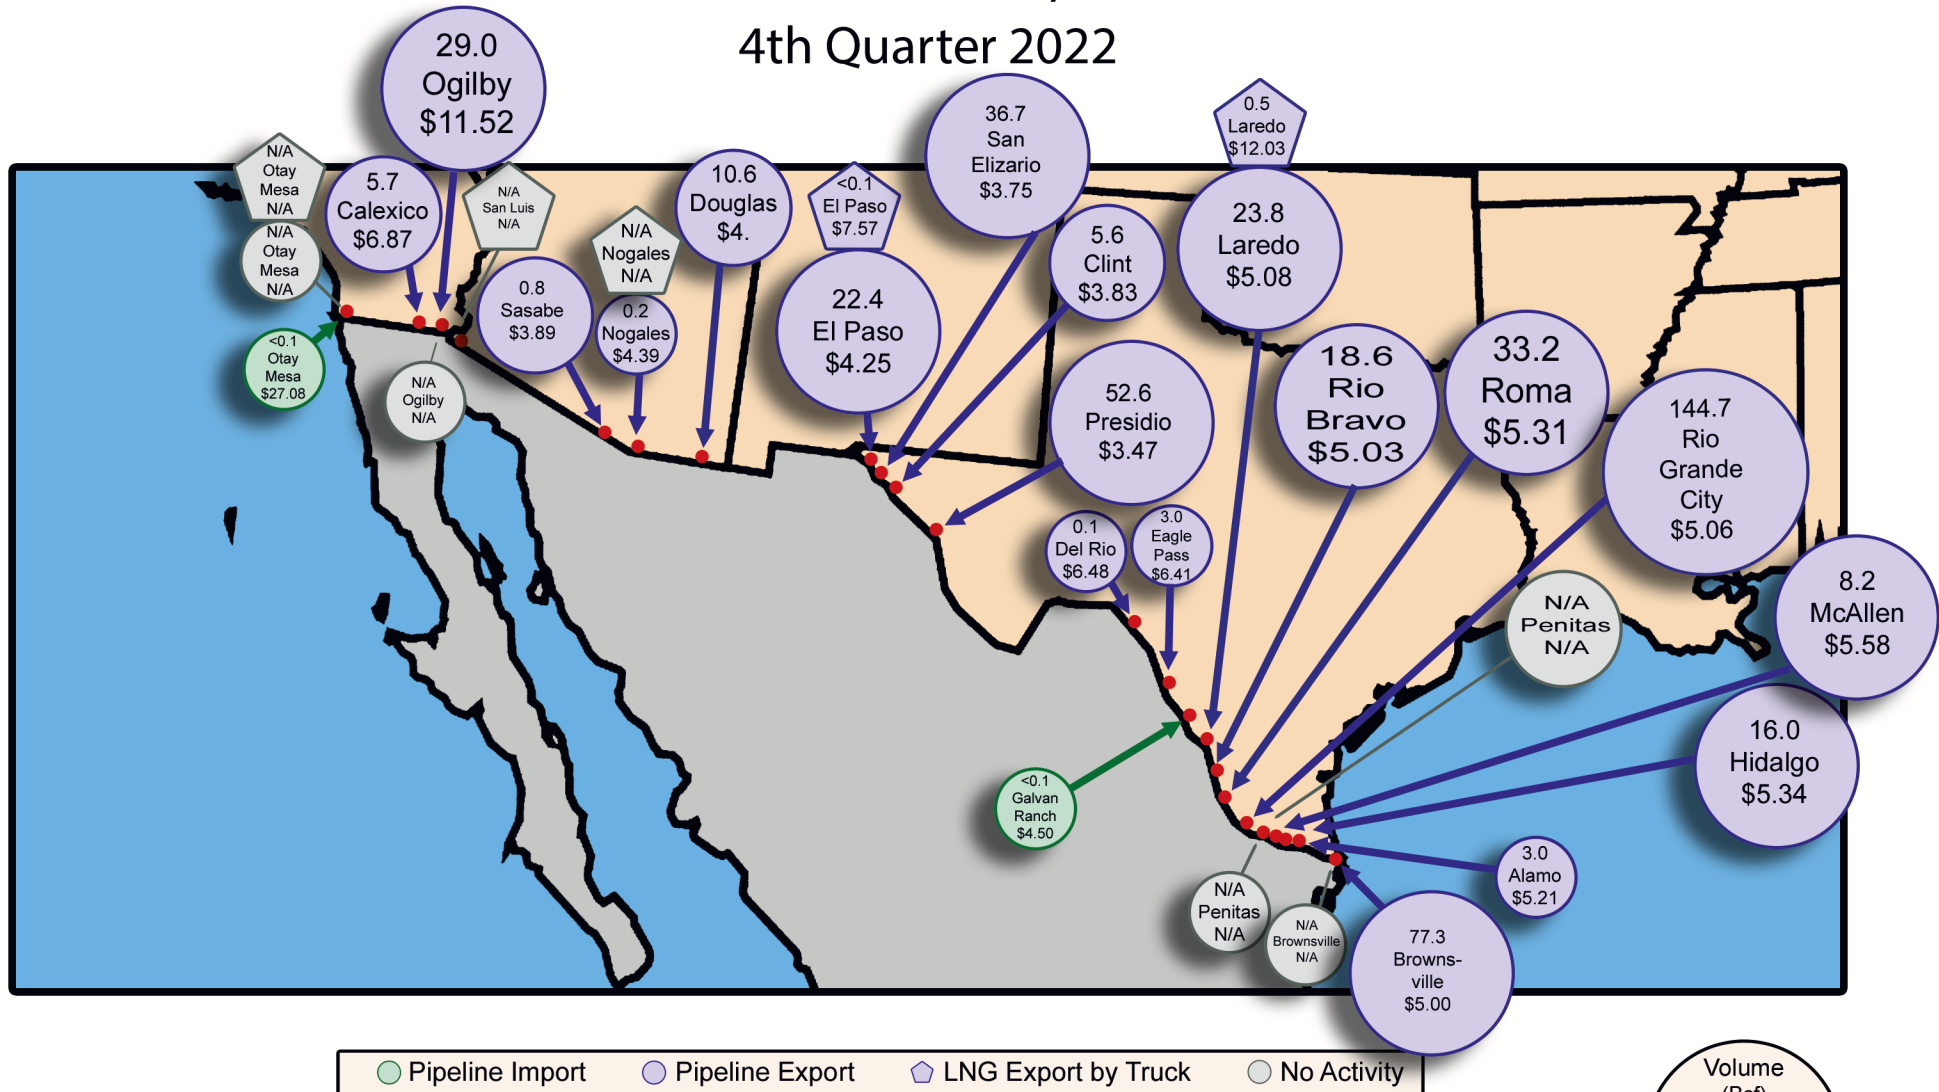 4th Quarter 2022
29.0
Ogilby
$11.52
N/A
Otay
Mesa
N/A
N/A
Otay
Mesa
N/A
<0.1
Otay
Mesa
$27.08
5.7
Calexico
$6.87
N/A
San Luis
N/A
N/A
Ogilby
N/A
0.8
Sasabe
$3.89
N/A
Nogales
N/A
0.2
Nogales
$4.39
10.6
Douglas
$4.
<0.1
El Paso
$7.57
22.4
El Paso
$4.25
36.7
San
Elizario
$3.75
5.6
Clint
$3.83
52.6
Presidio
$3.47
0.1
Del Rio
$6.48
3.0
Eagle
Pass
$6.41
0.5
Laredo
$12.03
23.8
Laredo
$5.08
18.6
Rio
Bravo
$5.03
33.2
Roma
$5.31
144.7
Rio
Grande
City
$5.06
N/A
Penitas
N/A
8.2
McAllen
$5.58
16.0
Hidalgo
$5.34
<0.1
Galvan
Ranch
$4.50
3.0
Alamo
$5.21
N/A
Penitas
N/A
N/A
Brownsville
N/A
77.3
Browns-
ville
$5.00
Pipeline Import
Pipeline Export
LNG Export by Truck
No Activity
Volume
(Bcf)